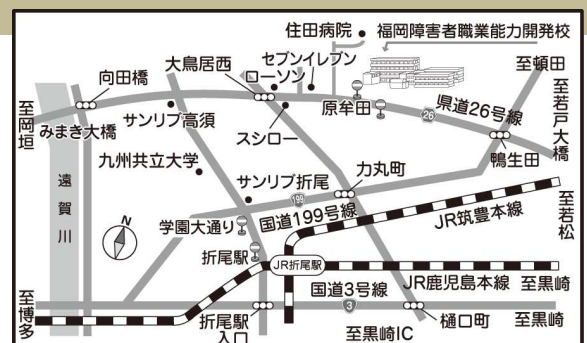 住田病院
福岡障害者職業能力開発校
セブンイレブン
大鳥居西
ローソン
至頓田
向田橋
原牟田
県道26号線
26
至岡垣
みまき大橋
サンリブ高須
スシロー
至若戸大橋
鴨生田
九州共立大学
力丸町
サンリブ折尾
199
国道199号線
遠賀川
学園大通り
JR筑豊本線
至若松
N
折尾駅
JR折尾駅
JR鹿児島本線
至黒崎
至博多
国道3号線
3
折尾駅入口
樋口町
至黒崎
至黒崎IC